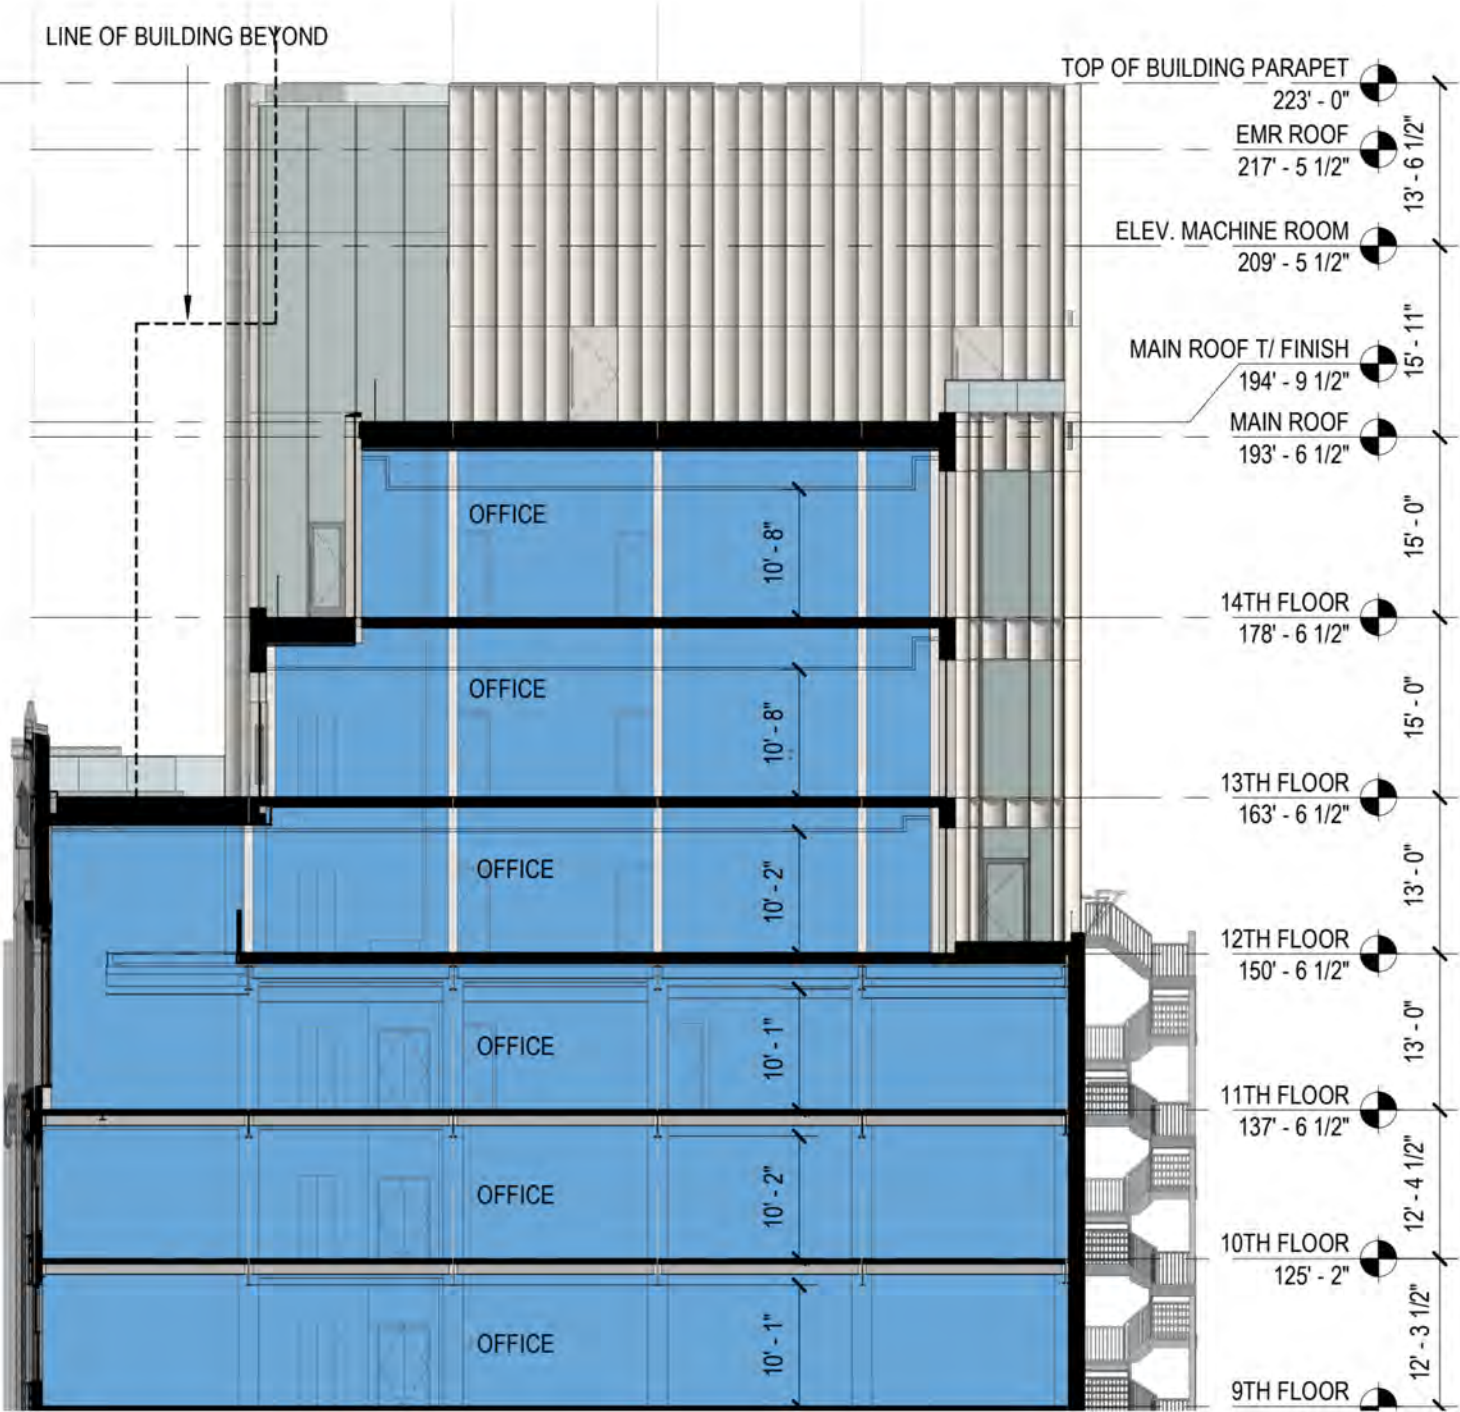 LINE OF BUILDING BEYOND
TOP OF BUILDING PARAPET
223' - 0"
EMR ROOF
217' - 5 1/2"
13' - 6 1/2"
ELEV. MACHINE ROOM
209' - 5 1/2"
15' - 11"
MAIN ROOF T/ FINISH
194' - 9 1/2"
MAIN ROOF
193' - 6 1/2"
OFFICE
10' - 8"
15' - 0"
14TH FLOOR
178' - 6 1/2"
OFFICE
10' - 8"
15' - 0"
13TH FLOOR
163' - 6 1/2"
OFFICE
10' - 2"
13' - 0"
12TH FLOOR
150' - 6 1/2"
OFFICE
10' - 1"
13' - 0"
11TH FLOOR
137' - 6 1/2"
OFFICE
10' - 2"
12' - 4 1/2"
10TH FLOOR
125' - 2"
OFFICE
10' - 1"
12' - 3 1/2"
9TH FLOOR